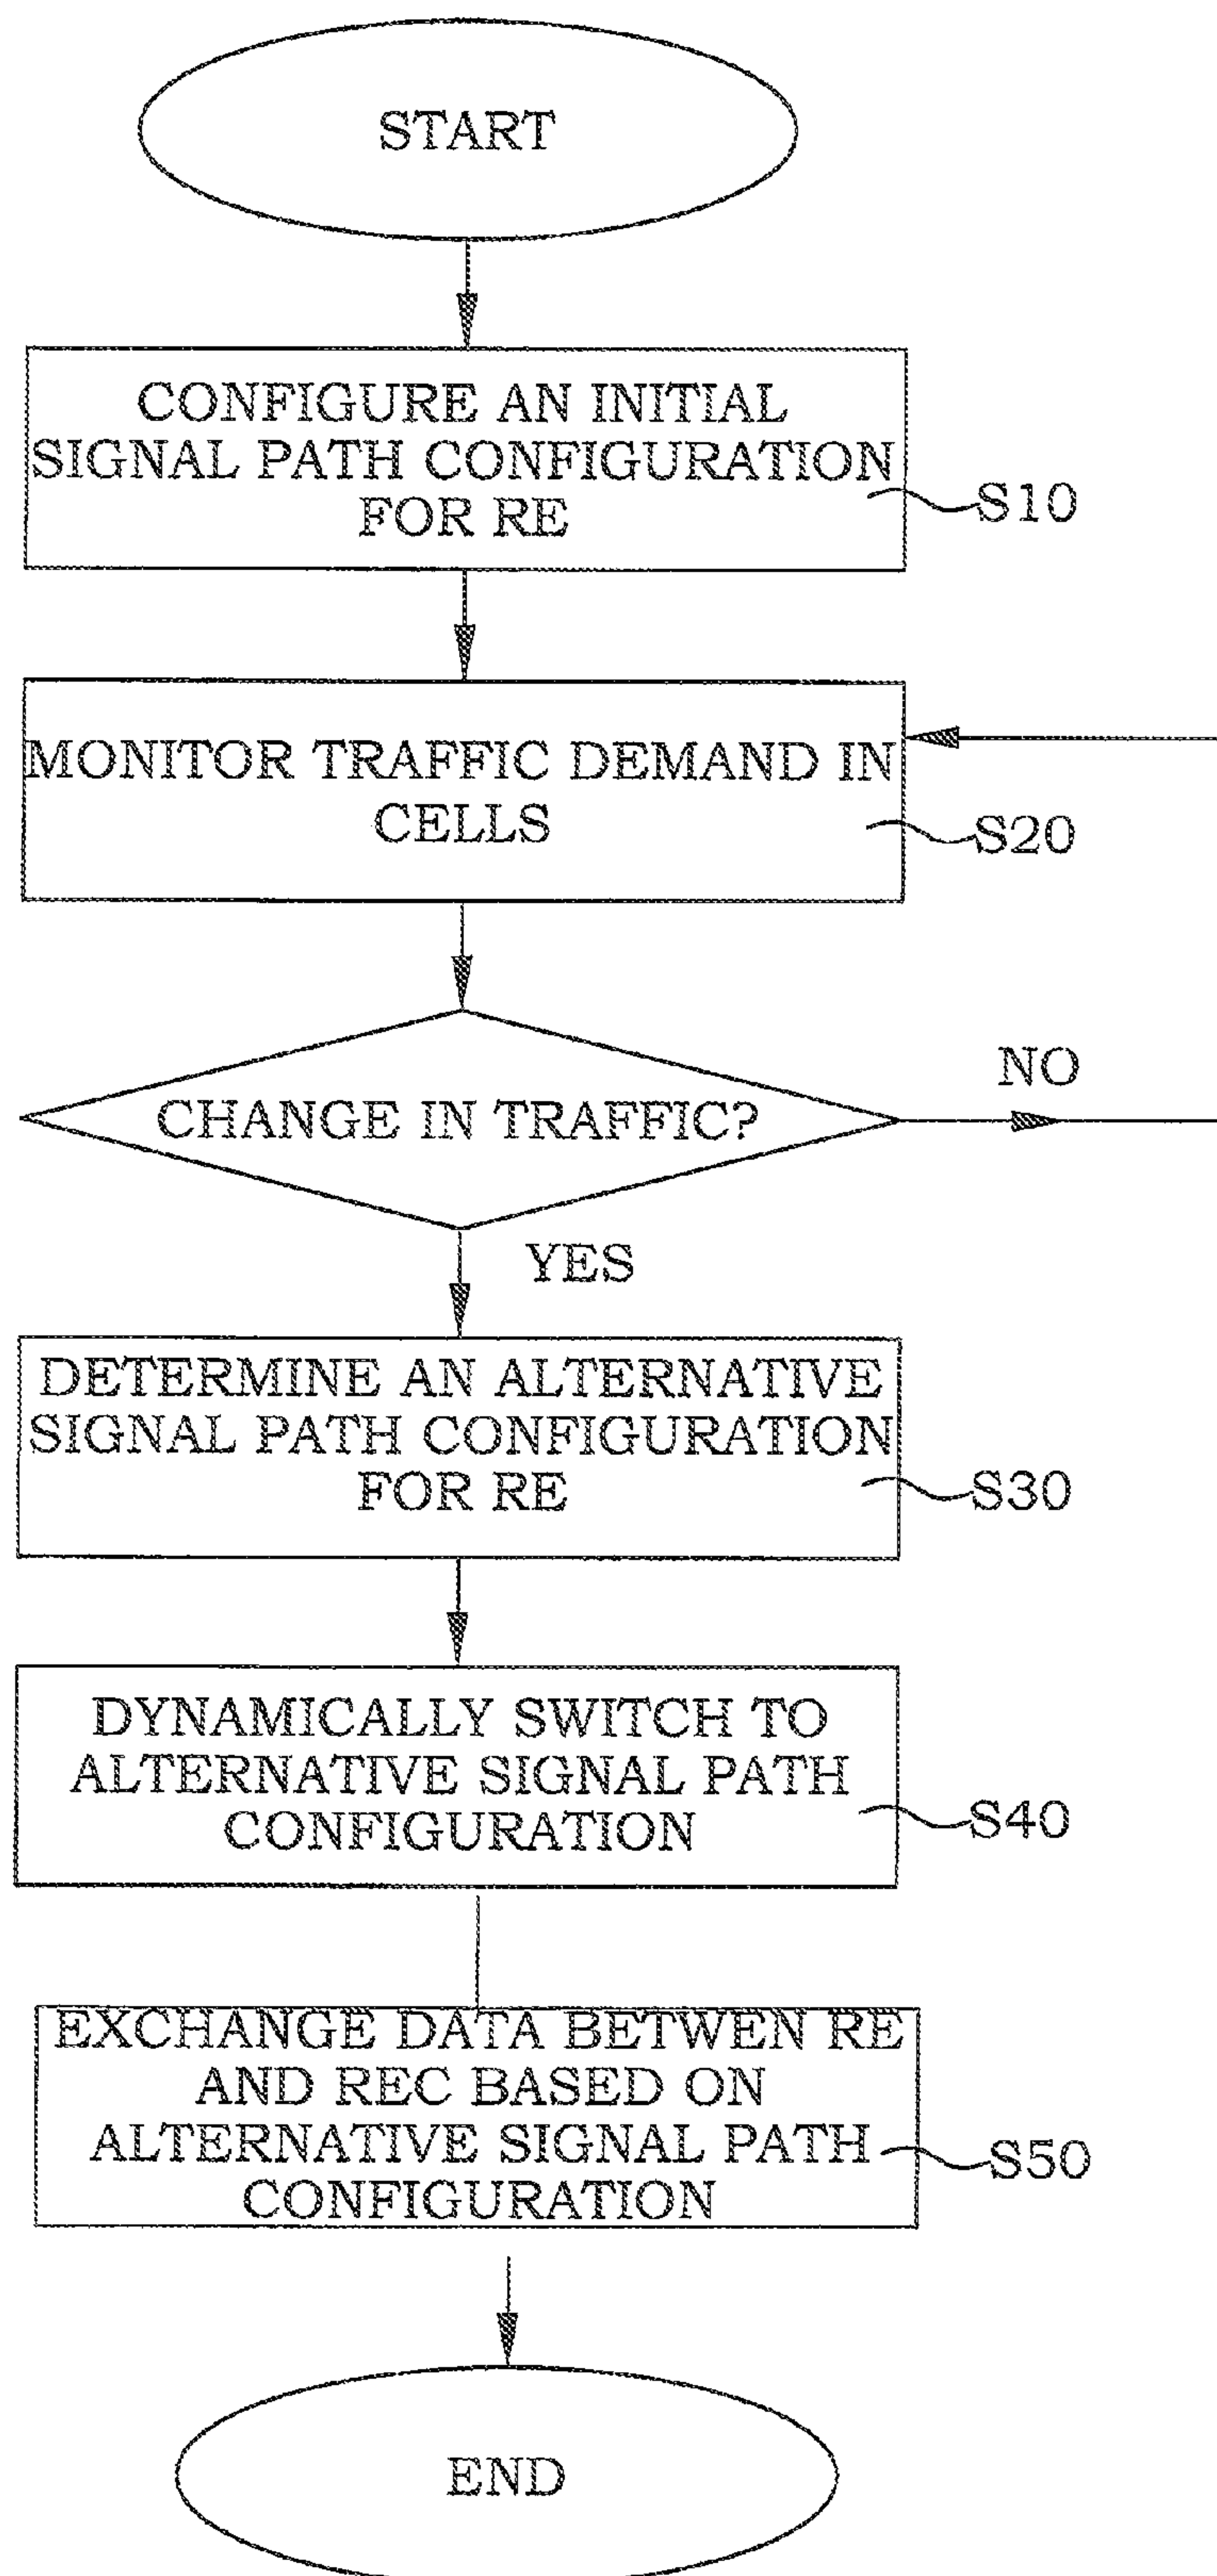 START
CONFIGURE AN INITIAL
SIGNAL PATH CONFIGURATION
FOR RE
S10
MONITOR TRAFFIC DEMAND IN
CELLS
S20
CHANGE IN TRAFFIC?
NO
YES
DETERMINE AN ALTERNATIVE
SIGNAL PATH CONFIGURATION
FOR RE
S30
DYNAMICALLY SWITCH TO
ALTERNATIVE SIGNAL PATH
CONFIGURATION
S40
EXCHANGE DATA BETWEN RE
AND REC BASED ON
ALTERNATIVE SIGNAL PATH
CONFIGURATION
S50
END